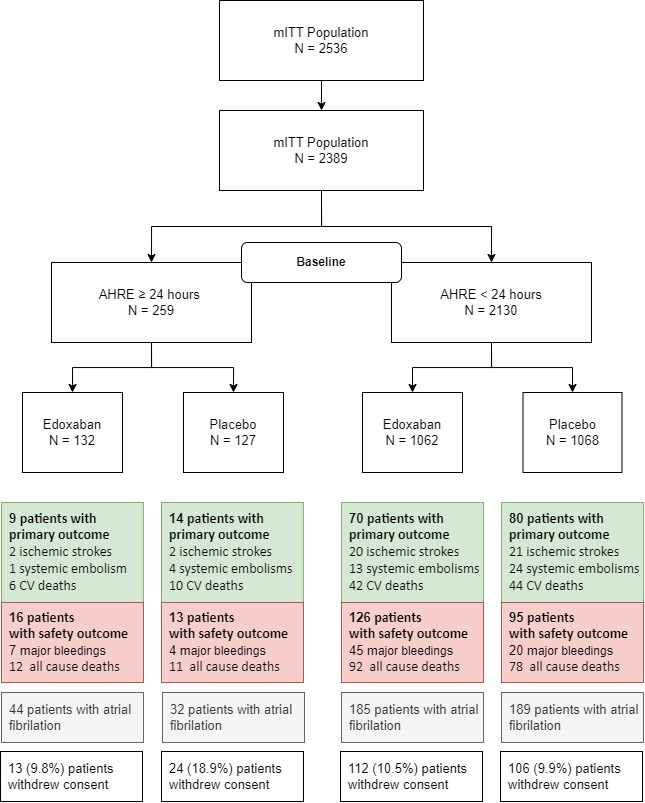 mITT Population
N = 2536
mITT Population
N = 2389
Baseline
AHRE ≥ 24 hours
N = 259
AHRE < 24 hours
N = 2130
Edoxaban
N = 132
Placebo
N = 127
Edoxaban
N = 1062
Placebo
N = 1068
9 patients with
primary outcome
2 ischemic strokes
1 systemic embolism
6 CV deaths
14 patients with
primary outcome
2 ischemic strokes
4 systemic embolisms
10 CV deaths
70 patients with
primary outcome
20 ischemic strokes
13 systemic embolisms
42 CV deaths
80 patients with
primary outcome
21 ischemic strokes
24 systemic embolisms
44 CV deaths
16 patients
with safety outcome
7 major bleedings
12 all cause deaths
13 patients
with safety outcome
4 major bleedings
11 all cause deaths
126 patients
with safety outcome
45 major bleedings
92 all cause deaths
95 patients
with safety outcome
20 major bleedings
78 all cause deaths
44 patients with atrial
fibrilation
32 patients with atrial
fibrilation
185 patients with atrial
fibrilation
189 patients with atrial
fibrilation
13 (9.8%) patients
withdrew consent
24 (18.9%) patients
withdrew consent
112 (10.5%) patients
withdrew consent
106 (9.9%) patients
withdrew consent